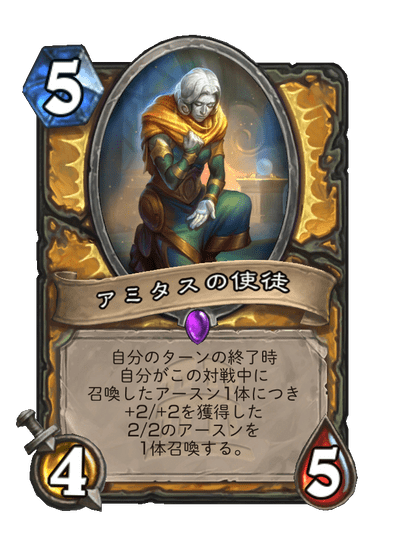 5
アミタスの使徒
自分のターンの終了時
自分がこの対戦中に
召喚したアースン1体につき
+2/+2を獲得した
2/2のアースンを
1体召喚する。
4
5